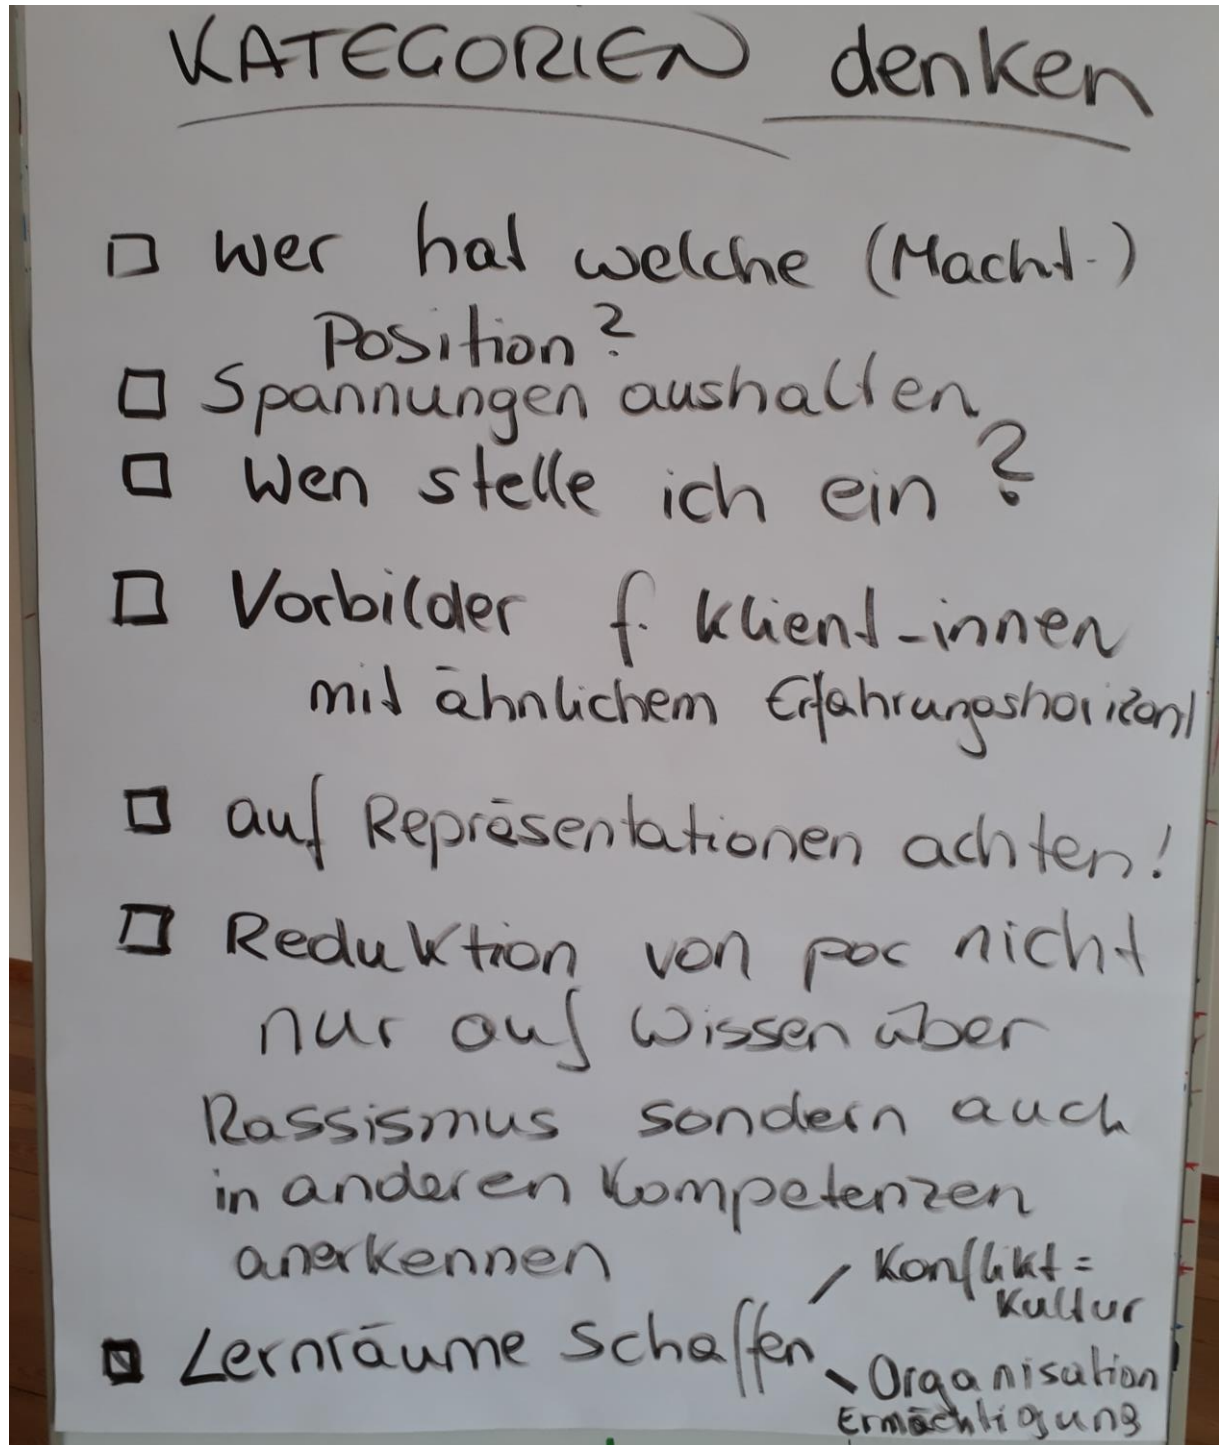 KATEGORIEN denken
Wer hat welche (Macht-)
Position?
Spannungen aushalten
Wen stelle ich ein?
Vorbilder f. Klient-innen
mit ähnlichem Erfahrungshorizont
auf Repräsentationen achten!
Reduktion von poc nicht
nur auf Wissen über
Rassismus sondern auch
in anderen Kompetenzen
anerkennen
Konflikt=
Kultur
Lernräume schaffen
Organisation
Ermächtigung